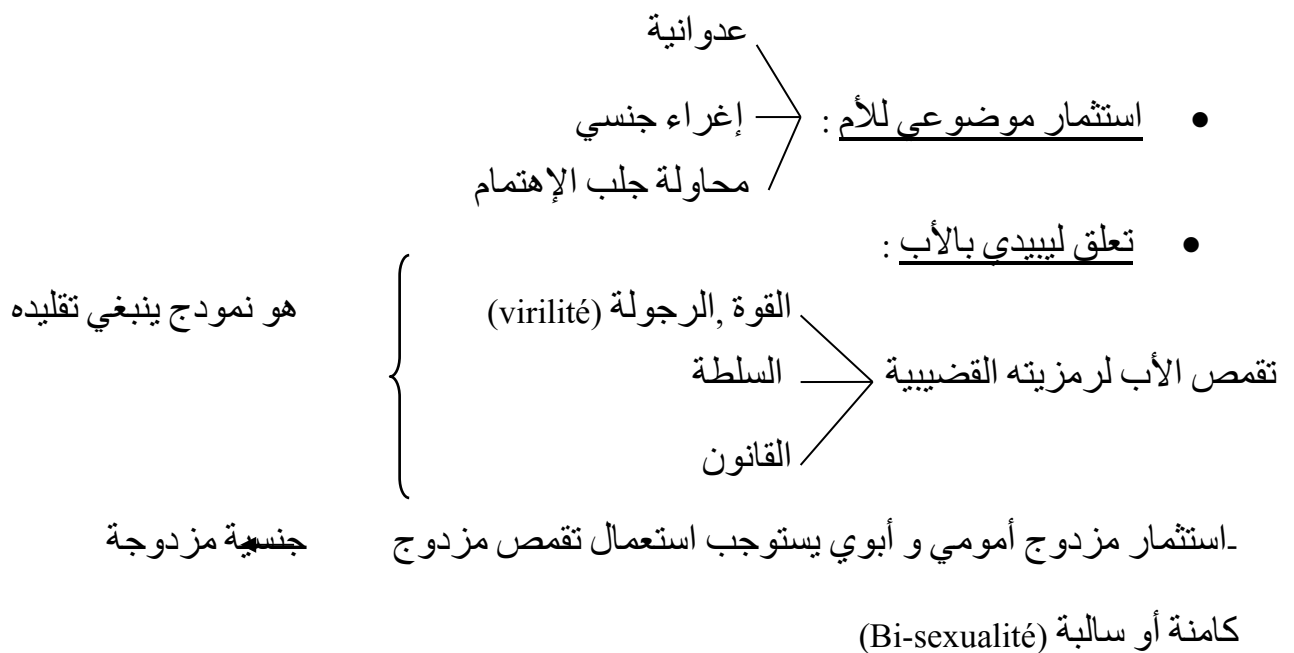 عدوانية
• استثمار موضوعي للأم : إغراء جنسي
محاولة جلب الإهتمام
• تعلق ليبيدي بالأب :
القوة ,الرجولة (virilité) هو نمودج ينبغي تقليده
تقمص الأب لرمزيته القضيبية السلطة
القانون
-استثمار مزدوج أمومي و أبوي يستوجب استعمال تقمص مزدوج جنسية مزدوجة
كامنة أو سالبة (Bi-sexualité)